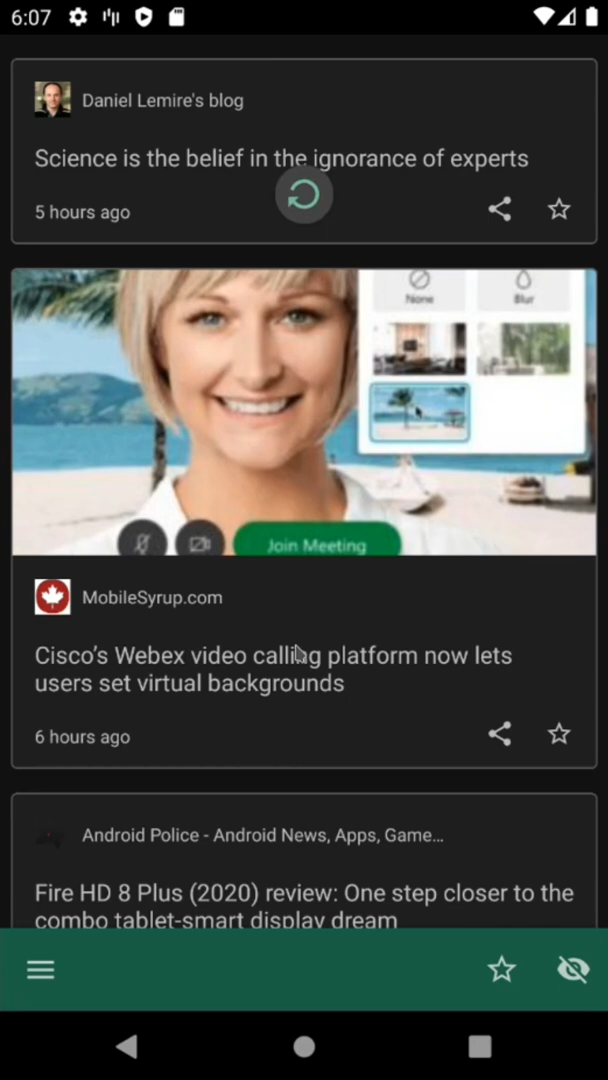 6:07
Daniel Lemire's blog
Science is the belief in the ignorance of experts
5 hours ago
None
Blur
Join Meeting
MobileSyrup.com
Cisco's Webex video calling platform now lets
users set virtual backgrounds
6 hours ago
Android Police - Android News, Apps, Game...
Fire HD 8 Plus (2020) review: One step closer to the
combo tablet-smart display dream